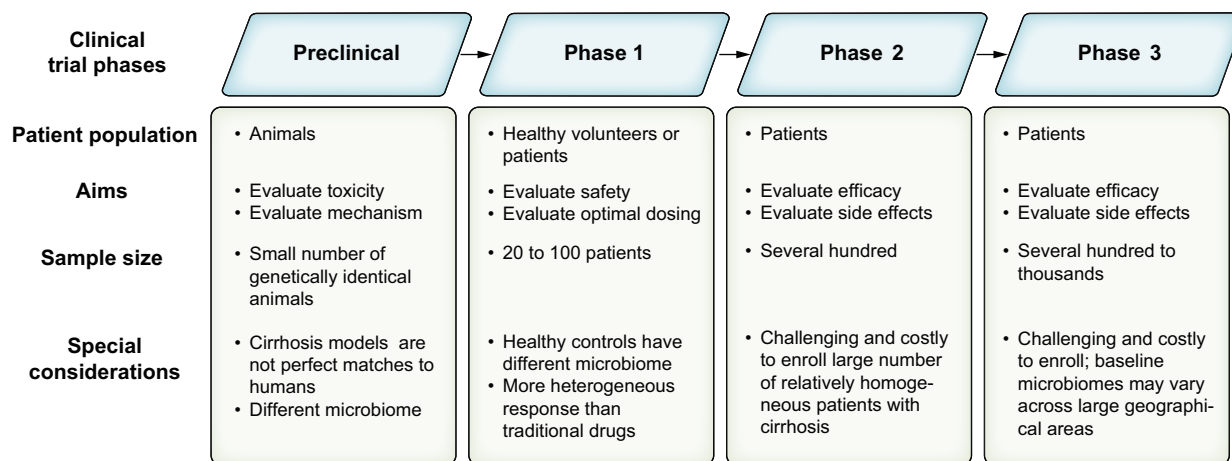 Clinical
trial phases
Preclinical
Phase 1
Phase 2
Phase 3
Patient population
• Animals
• Healthy volunteers or
patients
• Patients
• Patients
Aims
• Evaluate toxicity
• Evaluate mechanism
• Evaluate safety
• Evaluate optimal dosing
• Evaluate efficacy
• Evaluate side effects
• Evaluate efficacy
• Evaluate side effects
Sample size
• Small number of
genetically identical
animals
• 20 to 100 patients
• Several hundred
• Several hundred to
thousands
Special
considerations
• Cirrhosis models are
not perfect matches to
humans
• Different microbiome
• Healthy controls have
different microbiome
• More heterogeneous
response than
traditional drugs
• Challenging and costly
to enroll large number
of relatively homoge-
neous patients with
cirrhosis
• Challenging and costly
to enroll; baseline
microbiomes may vary
across large geographi-
cal areas